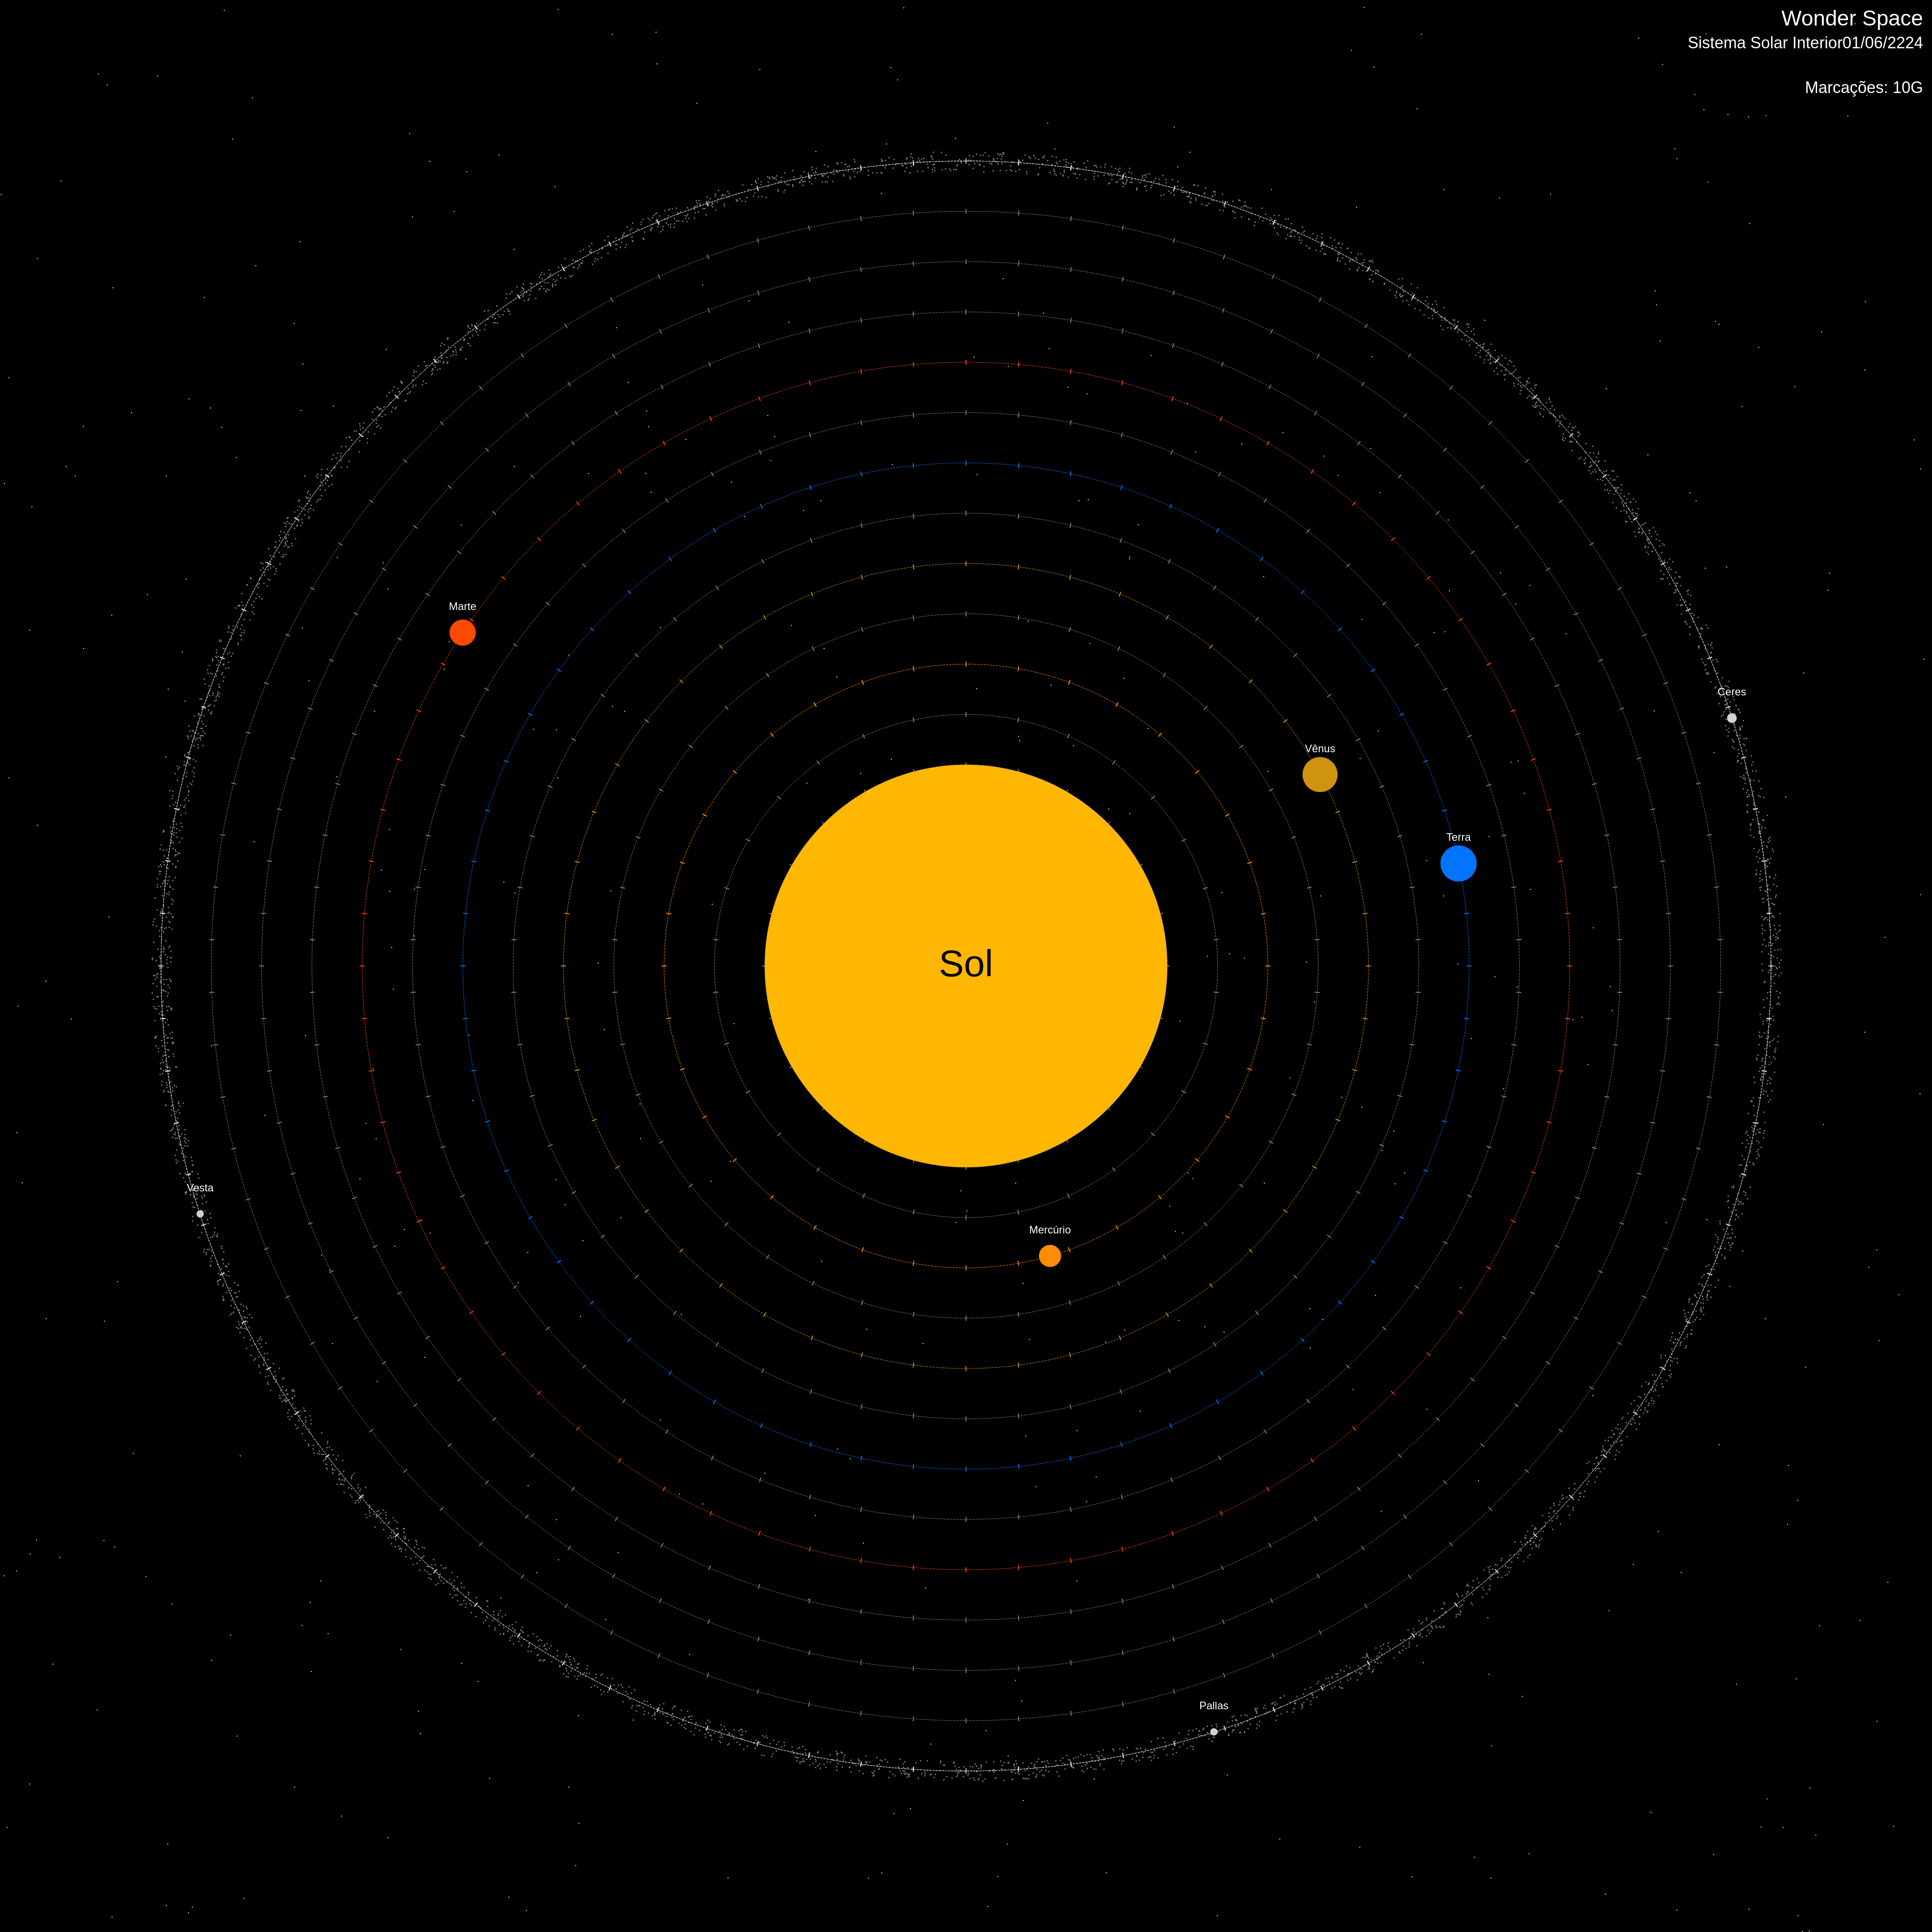 Wonder Space
Sistema Solar Interior01/06/2224
Marcações: 10G
Marte
Ceres
Vênus
Terra
Sol
Vesta
Mercúrio
Pallas